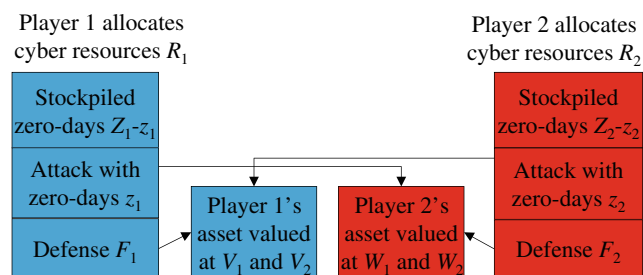 Player 1 allocates
cyber resources R₁
Player 2 allocates
cyber resources R₂
Stockpiled
zero-days Z₁-z₁
Attack with
zero-days z₁
Defense F₁
Player 1's
asset valued
at V₁ and V₂
Player 2's
asset valued
at W₁ and W₂
Stockpiled
zero-days Z₂-z₂
Attack with
zero-days z₂
Defense F₂